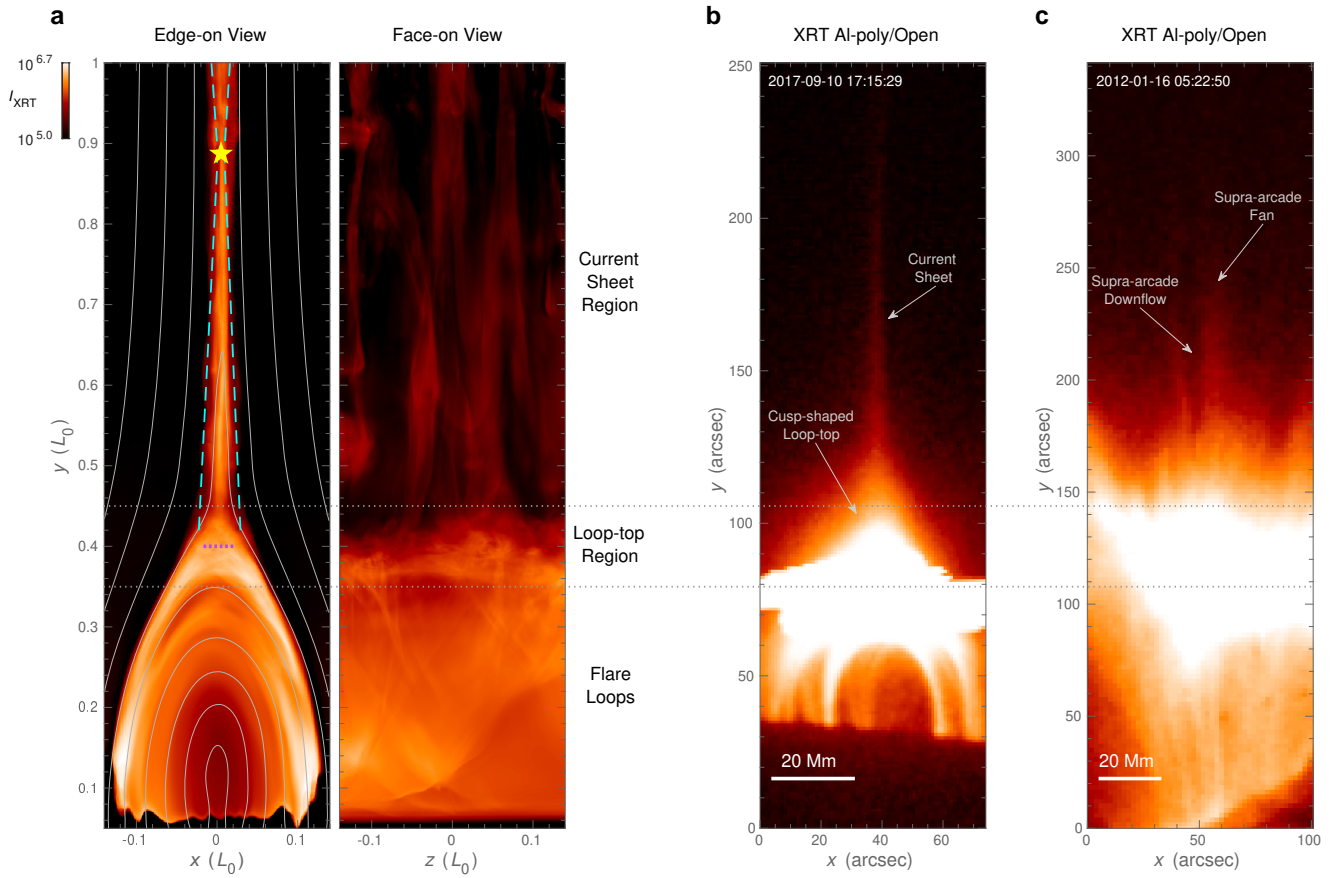 a
b
c
Edge-on View
Face-on View
XRT Al-poly/Open
XRT Al-poly/Open
10^6.7
I_XRT
10^5.0
2017-09-10 17:15:29
2012-01-16 05:22:50
1
0.9
0.8
0.7
0.6
0.5
0.4
0.3
0.2
0.1
y (L_0)
-0.1
0
0.1
x (L_0)
-0.1
0
0.1
z (L_0)
Current
Sheet
Region
Loop-top
Region
Flare
Loops
250
200
150
100
50
0
y (arcsec)
Current
Sheet
Cusp-shaped
Loop-top
20 Mm
0
20
40
60
x (arcsec)
300
250
200
150
100
50
0
y (arcsec)
Supra-arcade
Fan
Supra-arcade
Downflow
20 Mm
0
50
100
x (arcsec)